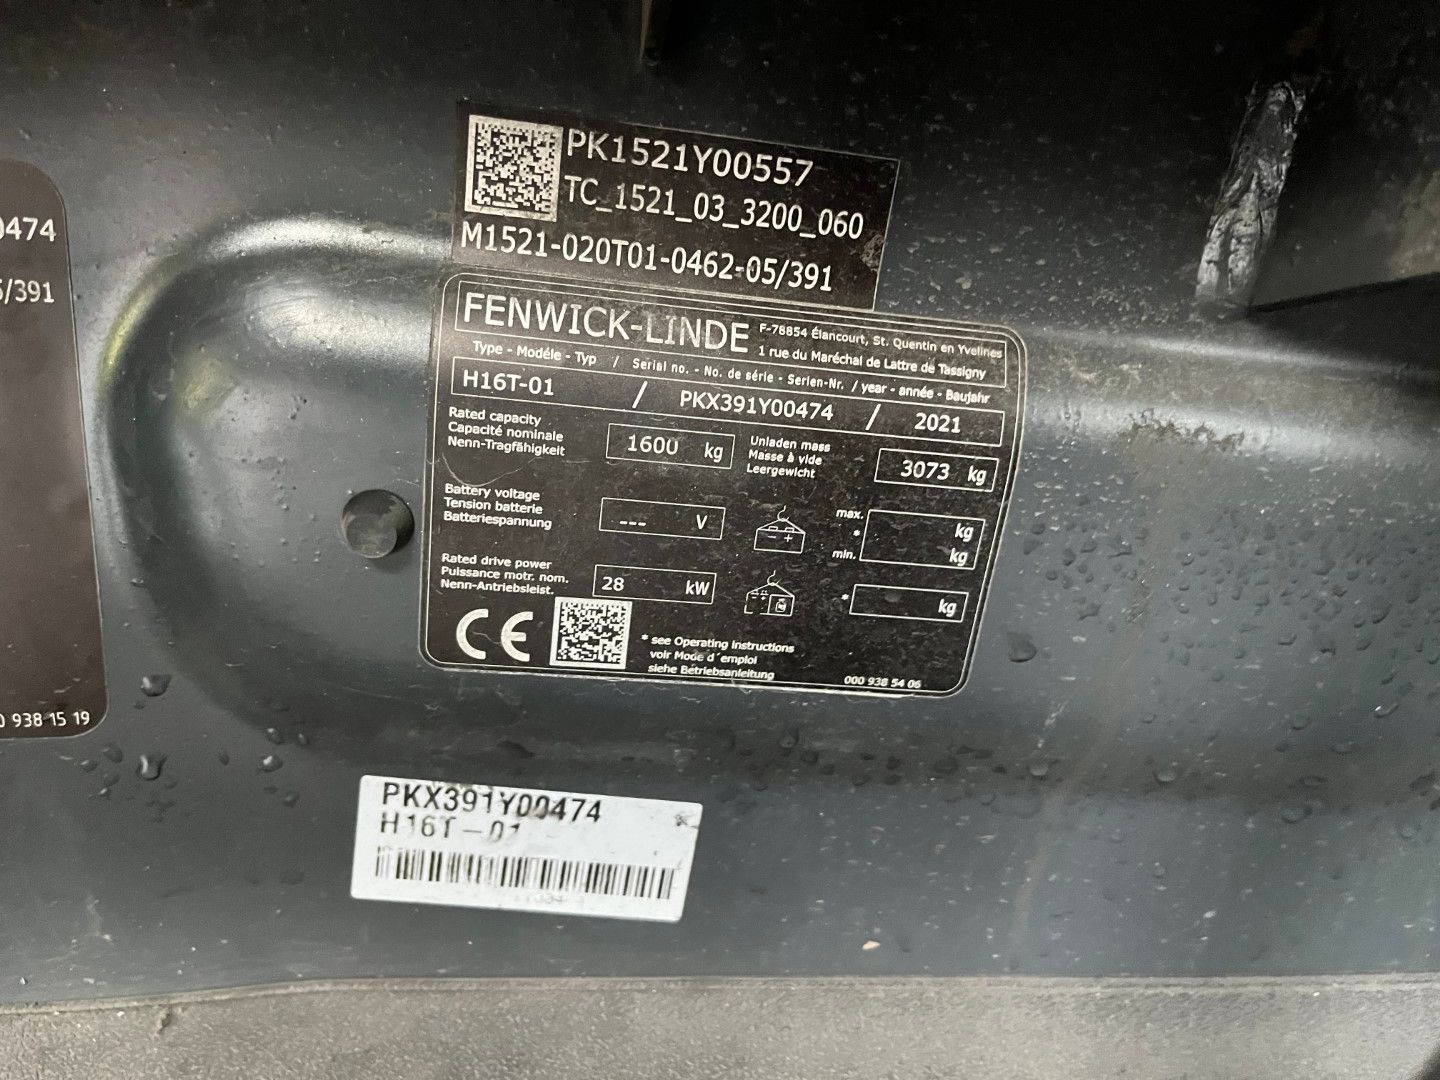 PK1521Y00557
TC_1521_03_3200_060
M1521-020T01-0462-05/391
0474
/391
938 15 19
FENWICK-LINDE
F-78854 Élancourt, St. Quentin en Yvelines
1 rue du Maréchal de Lattre de Tassigny
Type - Modéle - Typ / Serial no. - No. de série - Serien-Nr. / year - année - Baujahr
H16T-01 / PKX391Y00474 / 2021
Rated capacity
Capacité nominale
Nenn-Tragfähigkeit
1600 kg
Unladen mass
Masse à vide
Leergewicht
3073 kg
Battery voltage
Tension batterie
Batteriespannung
--- V
- +
max.
*
min.
kg
kg
Rated drive power
Puissance motr. nom.
Nenn-Antriebsleist.
28 kW
* kg
CE
* see Operating instructions
voir Mode d´emploi
siehe Betriebsanleitung
000 938 54 06
PKX391Y00474
H16T-01